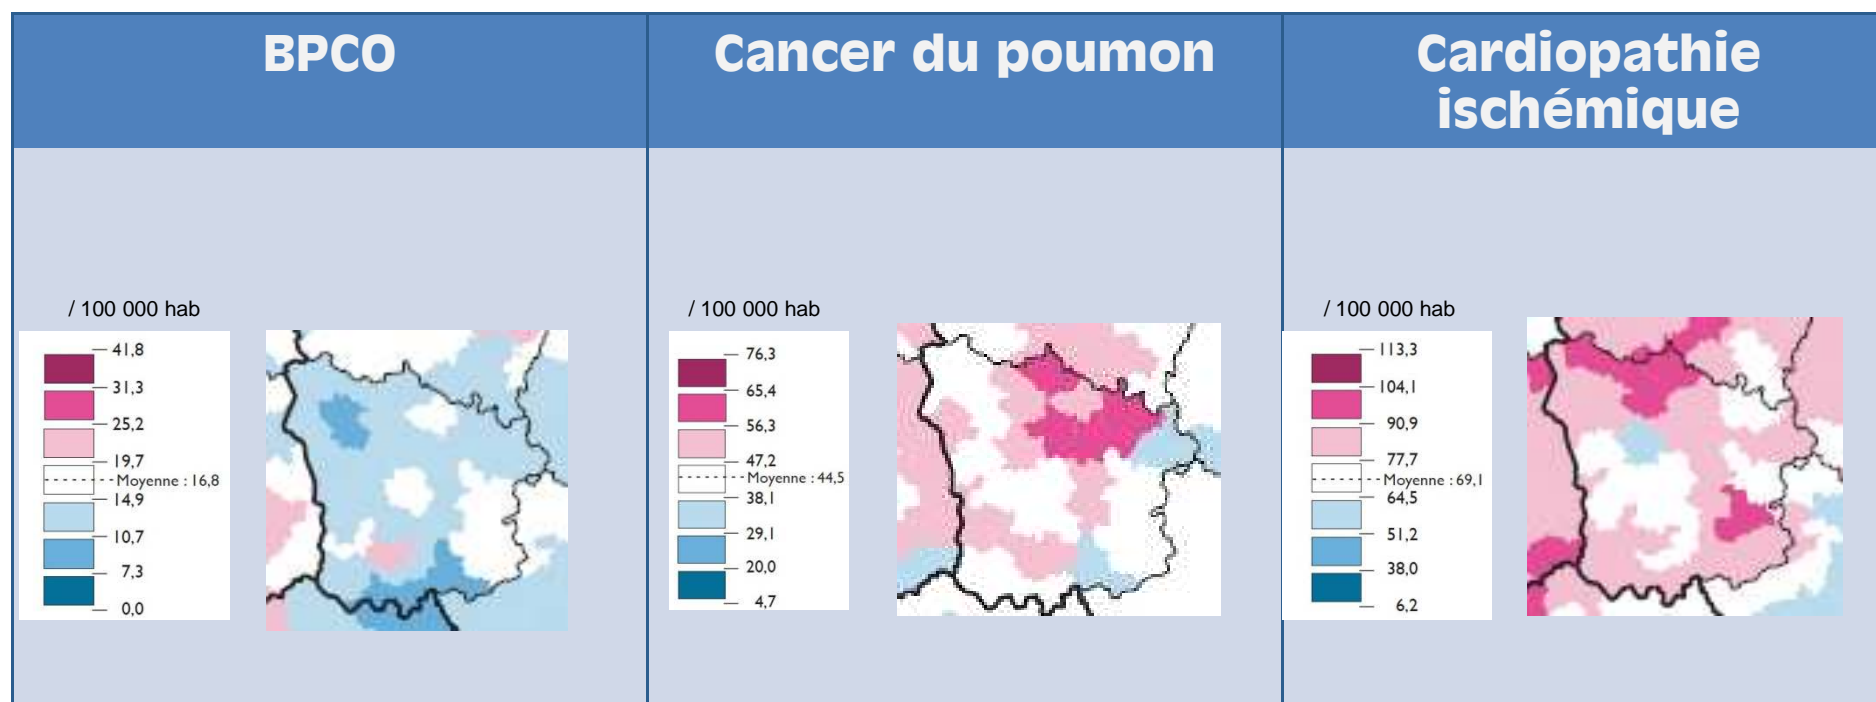 BPCO
Cancer du poumon
Cardiopathie
ischémique
/ 100 000 hab
41,8
31,3
25,2
19,7
Moyenne : 16,8
14,9
10,7
7,3
0,0
/ 100 000 hab
76,3
65,4
56,3
47,2
Moyenne : 44,5
38,1
29,1
20,0
4,7
/ 100 000 hab
113,3
104,1
90,9
77,7
Moyenne : 69,1
64,5
51,2
38,0
6,2